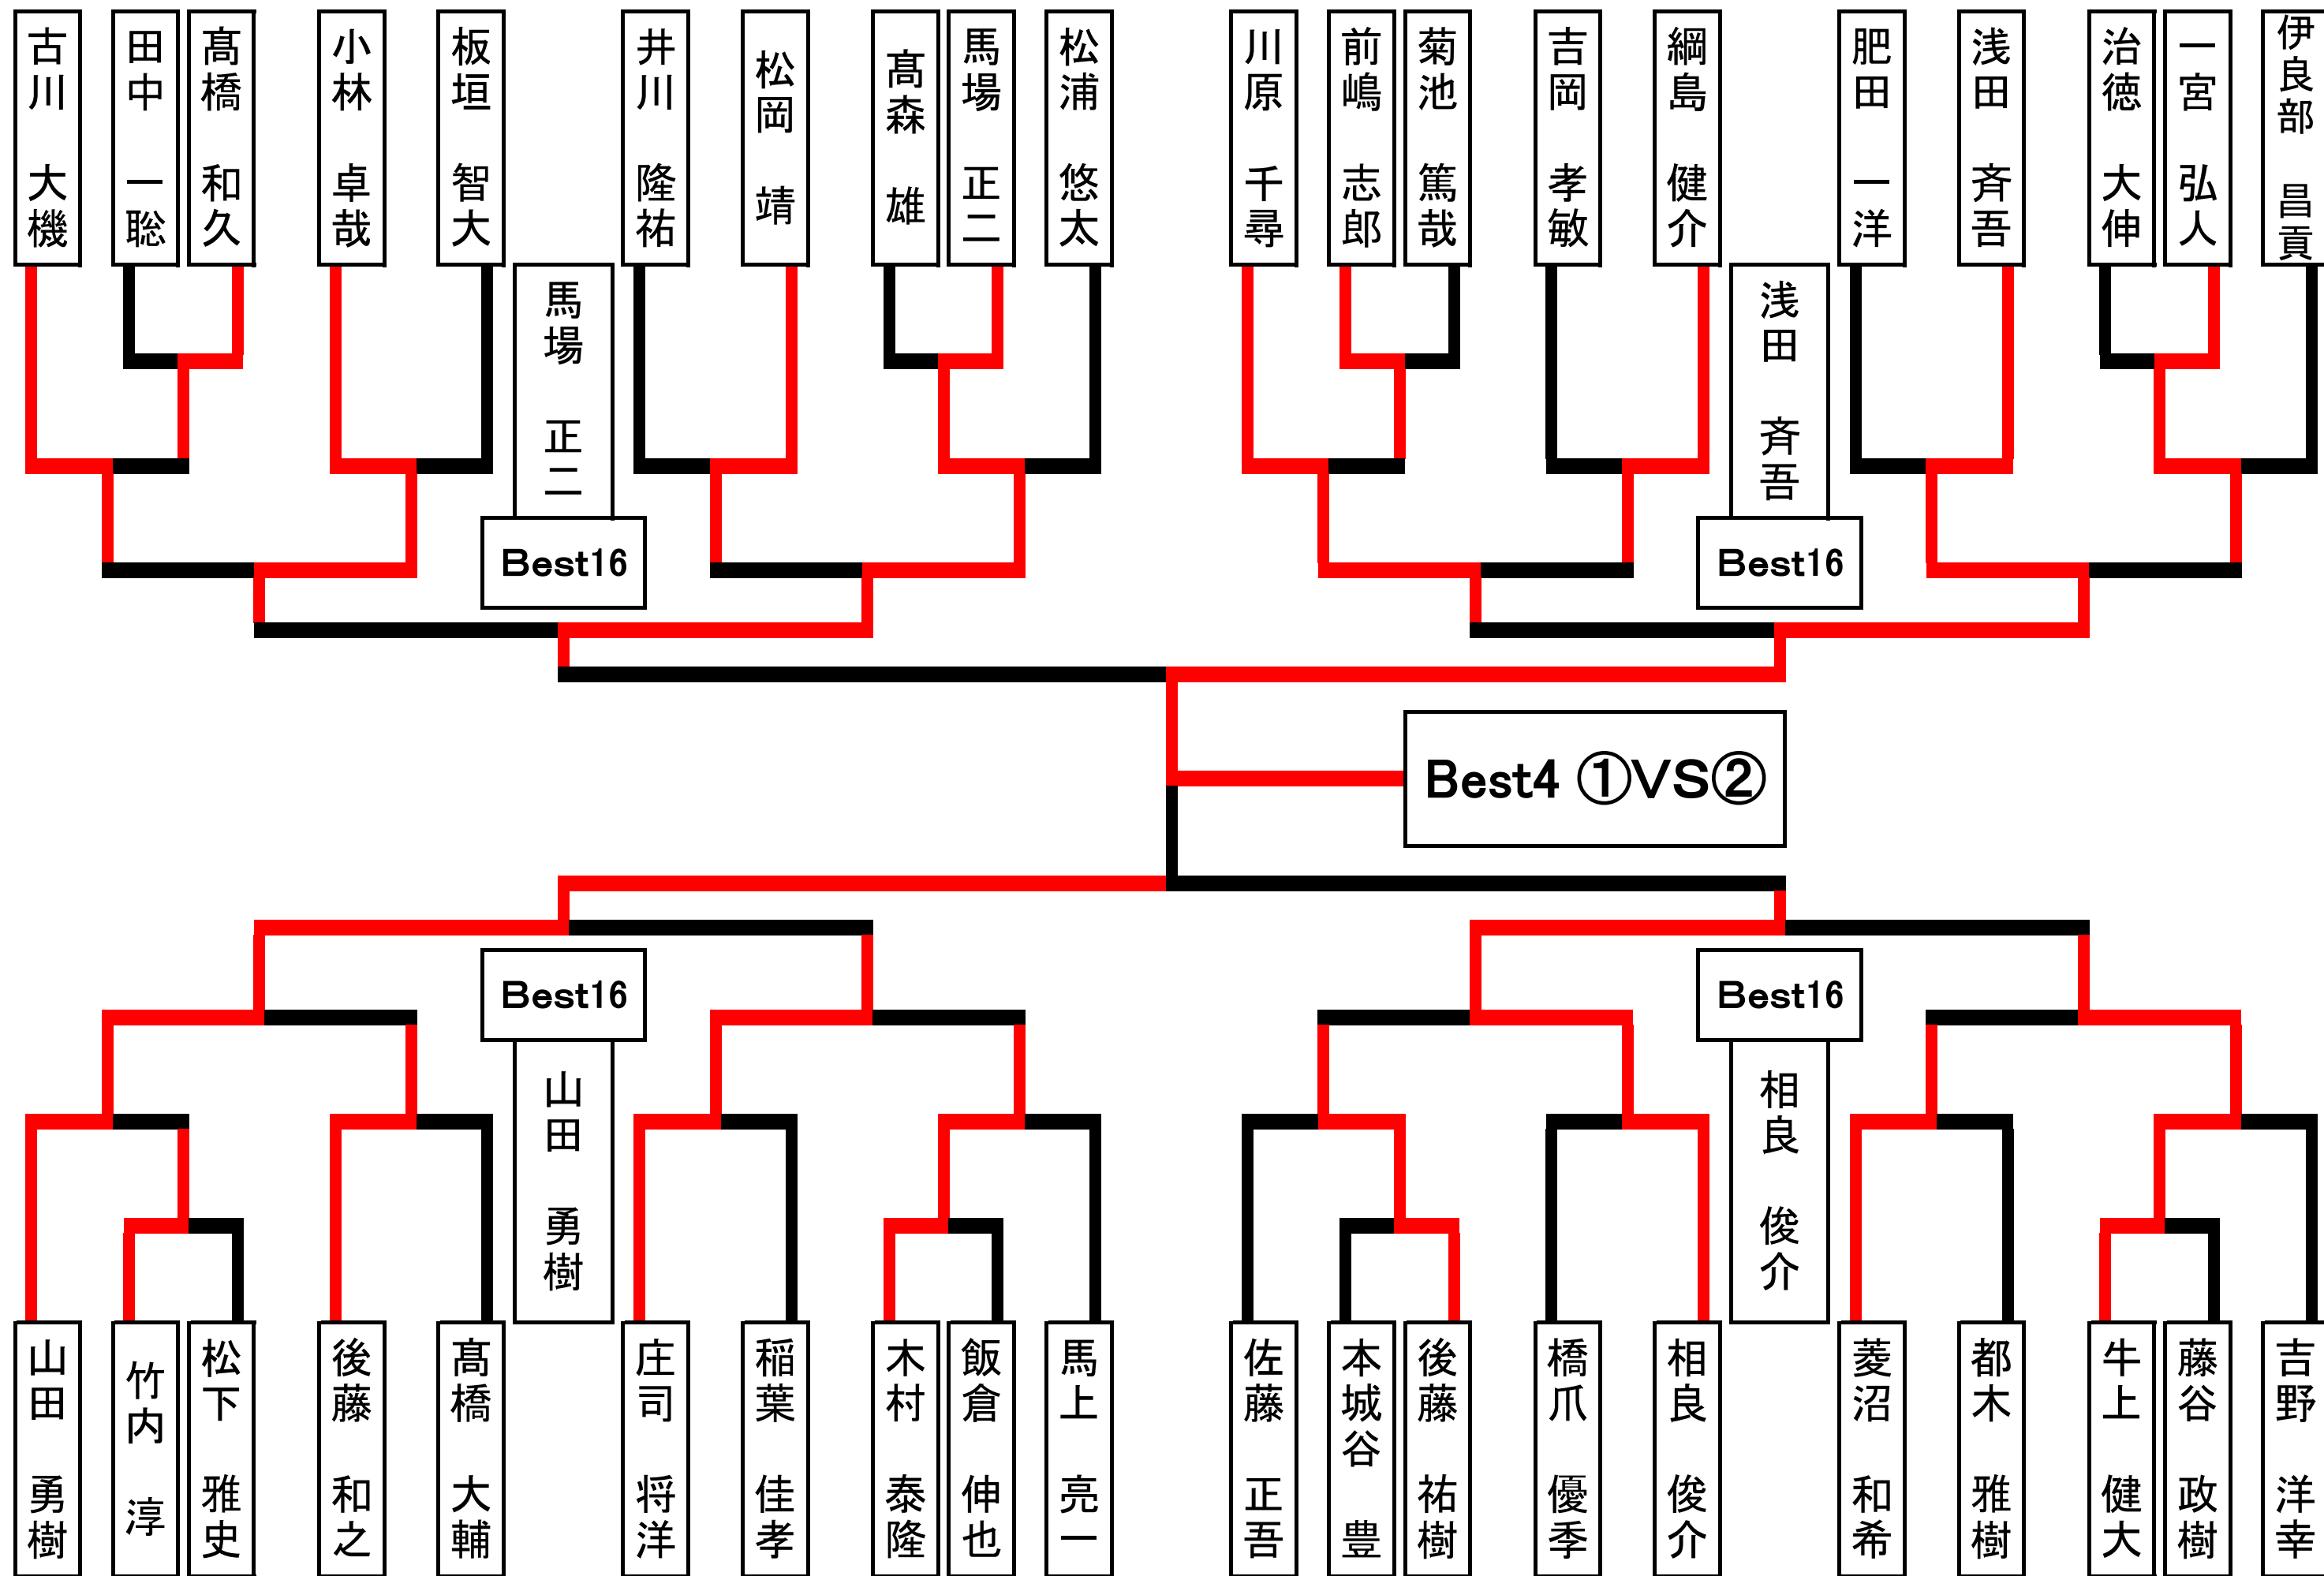 古川 大機
田中 一聡
髙橋 和久
小林 卓哉
板垣 智大
井川 隆祐
松岡 靖
髙森 雄
馬場 正二
松浦 悠太
川原 千尋
前嶋 志郎
菊池 篤哉
吉岡 孝敏
綱島 健介
肥田 一洋
浅田 斉吾
治徳 大伸
一宮 弘人
伊良部 昌貢
馬場 正二
Best16
浅田 斉吾
Best16
Best4 ①VS②
Best16
山田 勇樹
Best16
相良 俊介
山田 勇樹
竹内 淳
松下 雅史
後藤 和之
髙橋 大輔
庄司 将洋
稲葉 佳孝
木村 泰隆
飯倉 伸也
馬上 亮一
佐藤 正吾
本城谷 豊
後藤 祐樹
橋爪 優季
相良 俊介
菱沼 和希
都木 雅樹
牛上 健大
藤谷 政樹
吉野 洋幸